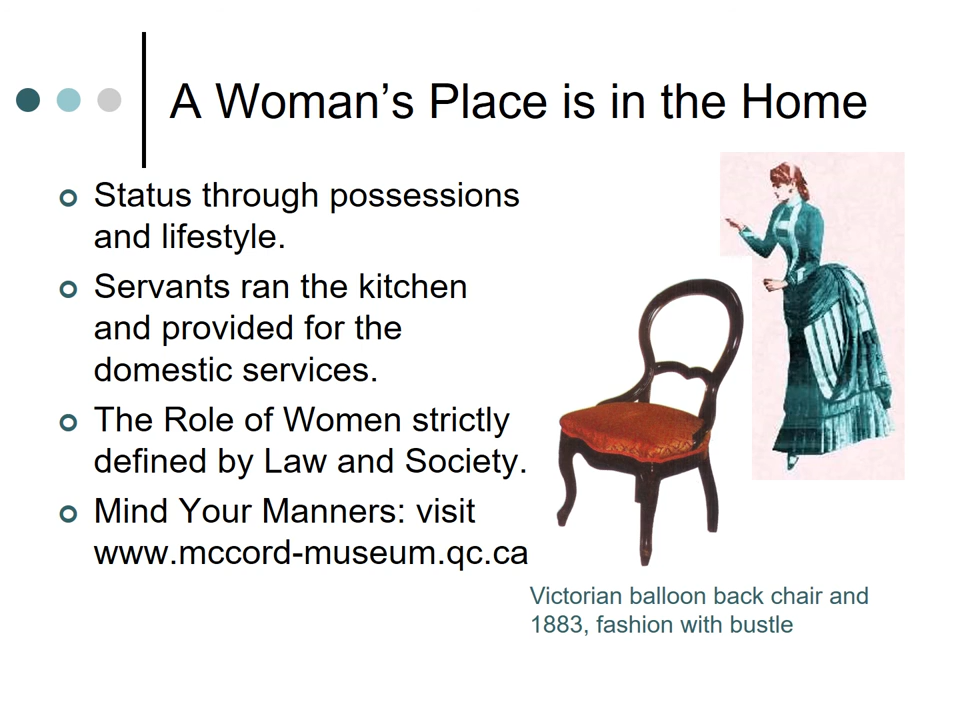 A Woman’s Place is in the Home
Status through possessions
and lifestyle.
Servants ran the kitchen
and provided for the
domestic services.
The Role of Women strictly
defined by Law and Society.
Mind Your Manners: visit
www.mccord-museum.qc.ca
Victorian balloon back chair and
1883, fashion with bustle